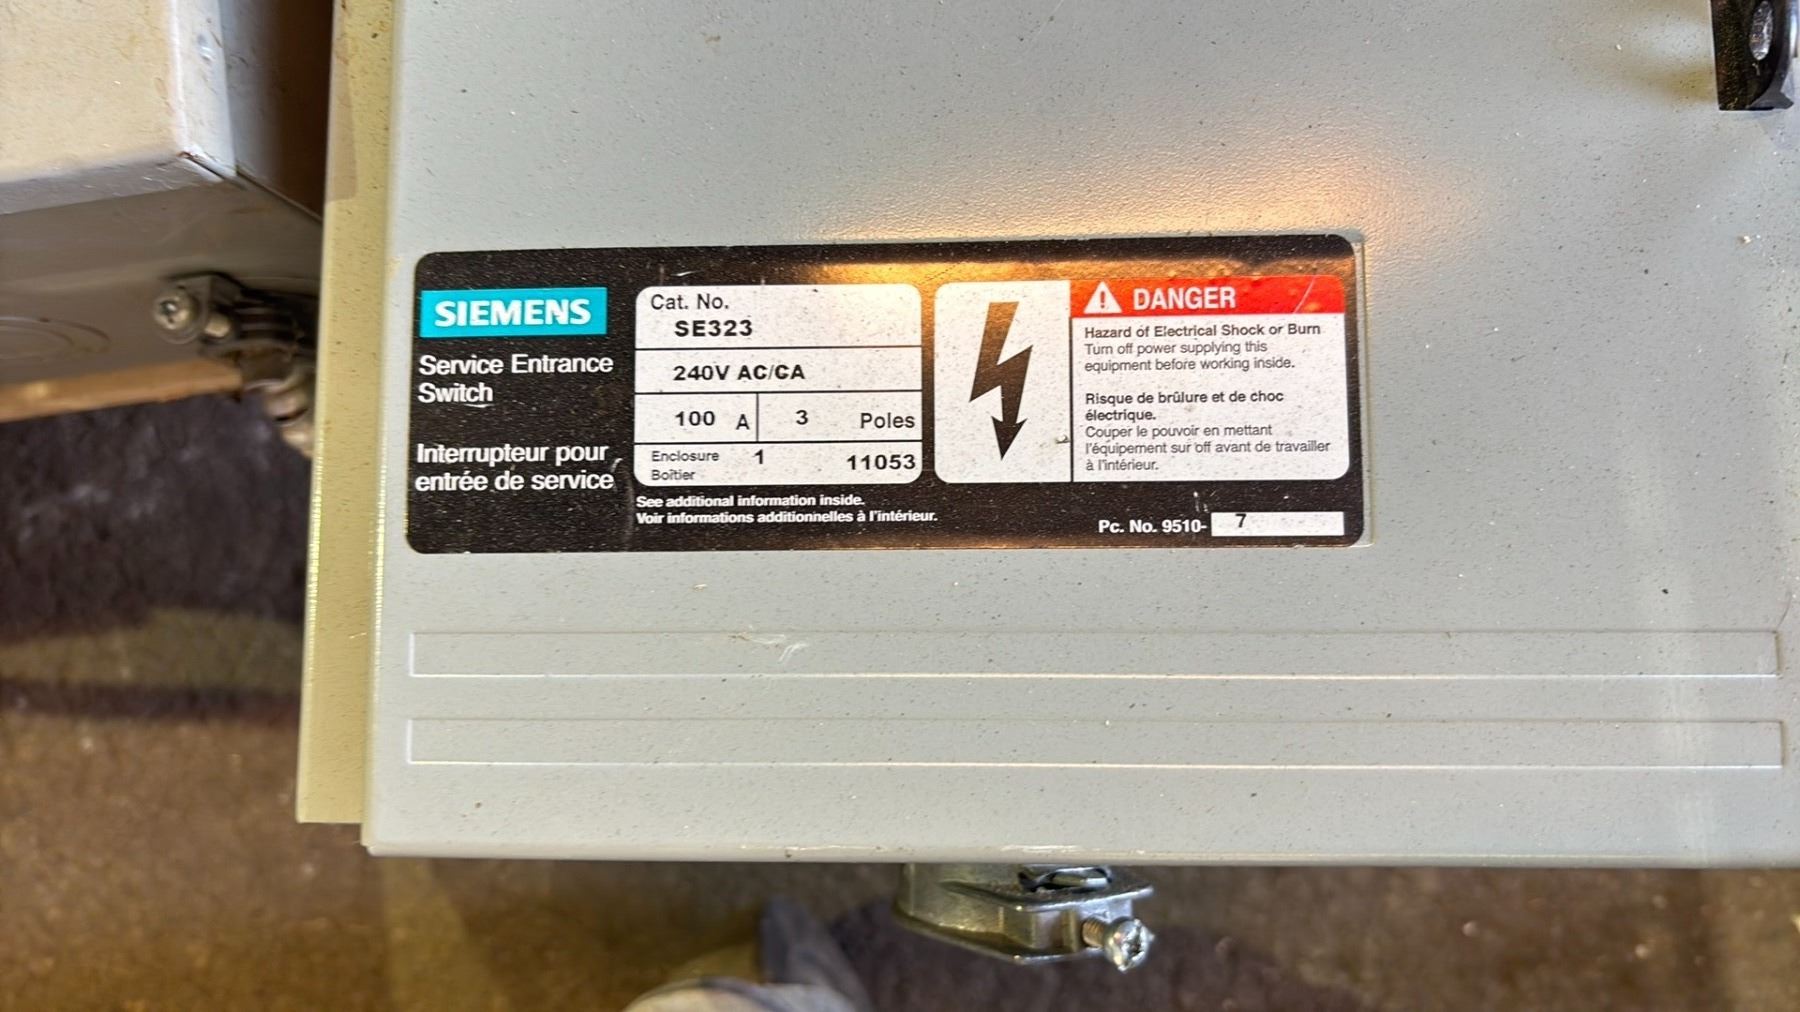 SIEMENS
Service Entrance
Switch
Interrupteur pour
entrée de service
Cat. No.
SE323
240V AC/CA
100 A 3 Poles
Enclosure 1 11053
Boîtier
See additional information inside.
Voir informations additionnelles à l'intérieur.
DANGER
Hazard of Electrical Shock or Burn
Turn off power supplying this
equipment before working inside.
Risque de brûlure et de choc
électrique.
Couper le pouvoir en mettant
l'équipement sur off avant de travailler
à l'intérieur.
Pc. No. 9510- 7